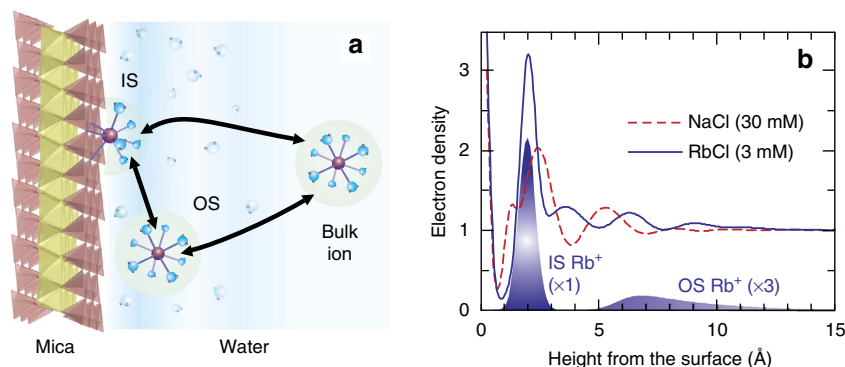 a
IS
OS
Bulk
ion
Mica
Water
b
Electron density
3
2
1
0
NaCl (30 mM)
RbCl (3 mM)
IS Rb⁺
(×1)
OS Rb⁺ (×3)
0
5
10
15
Height from the surface (Å)